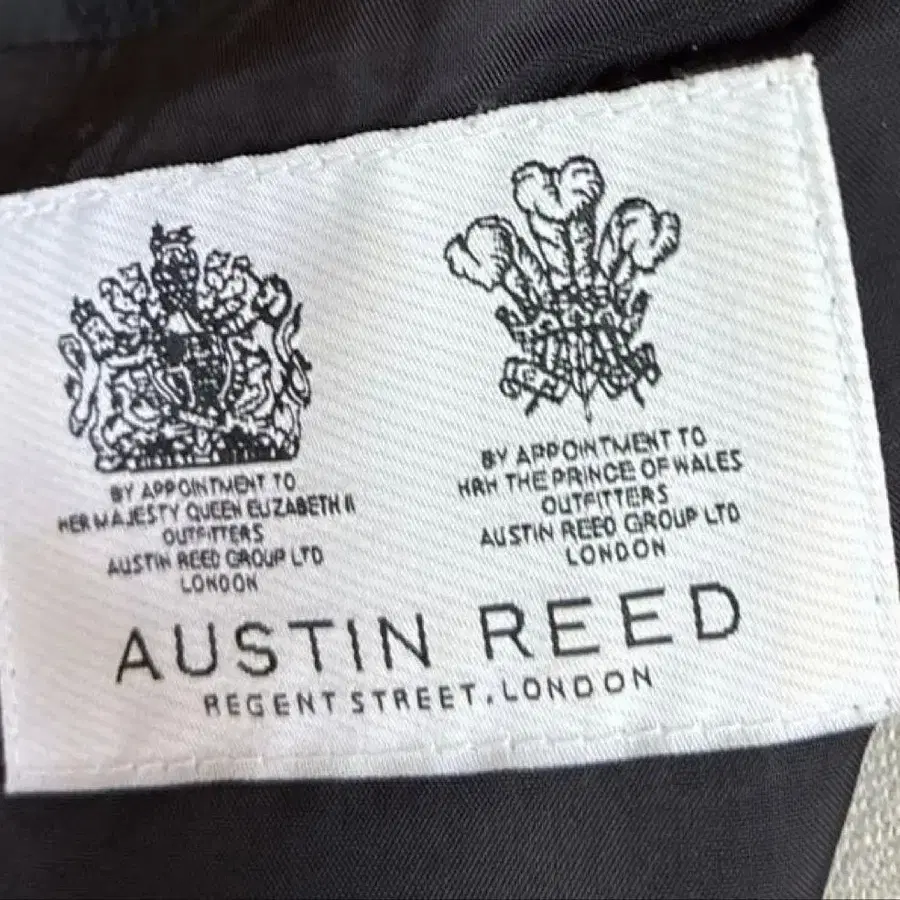 BY APPOINTMENT TO
HER MAJESTY QUEEN ELIZABETH II
OUTFITTERS
AUSTIN REED GROUP LTD
LONDON
BY APPOINTMENT TO
HRH THE PRINCE OF WALES
OUTFITTERS
AUSTIN REED GROUP LTD
LONDON
AUSTIN REED
REGENT STREET, LONDON